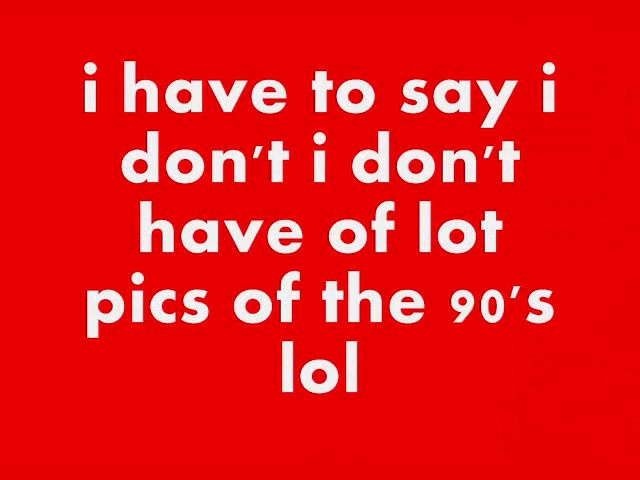 i have to say i
don't i don't
have of lot
pics of the 90's
lol